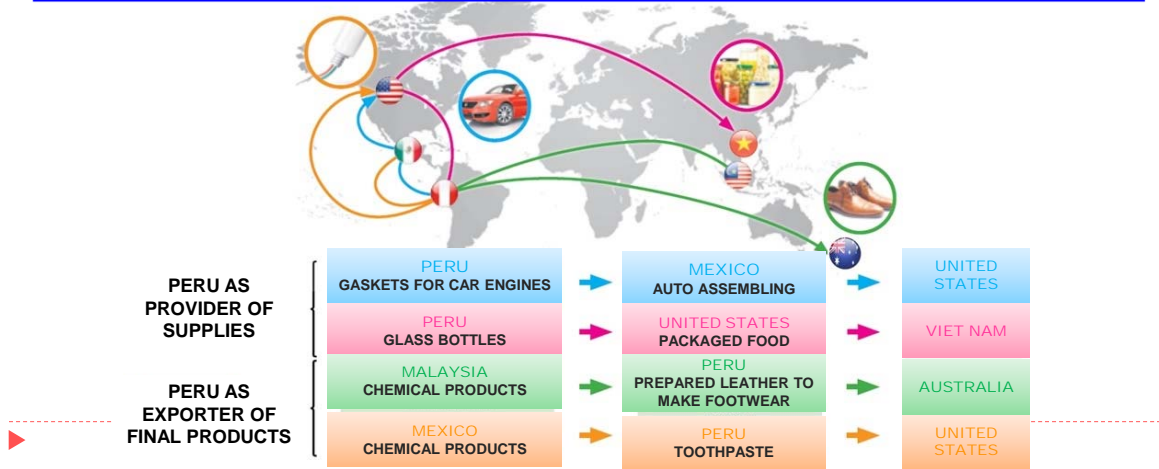 PERU AS
PROVIDER OF
SUPPLIES
PERU
GASKETS FOR CAR ENGINES
MEXICO
AUTO ASSEMBLING
UNITED
STATES
PERU
GLASS BOTTLES
UNITED STATES
PACKAGED FOOD
VIET NAM
PERU AS
EXPORTER OF
FINAL PRODUCTS
MALAYSIA
CHEMICAL PRODUCTS
PERU
PREPARED LEATHER TO
MAKE FOOTWEAR
AUSTRALIA
MEXICO
CHEMICAL PRODUCTS
PERU
TOOTHPASTE
UNITED
STATES